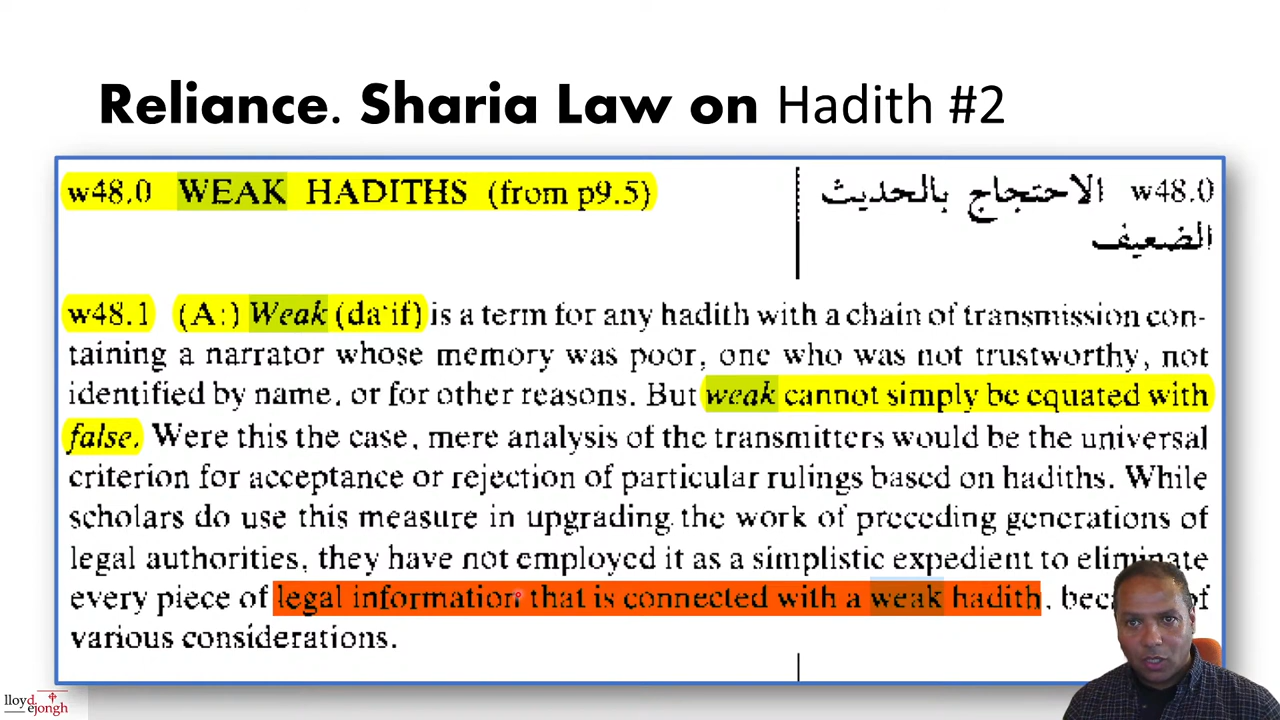 Reliance. Sharia Law on Hadith #2
w48.0 WEAK HADITHS (from p9.5)
w48.0 الاحتجاج بالحديث
الضعيف
w48.1 (A:) Weak (da'if) is a term for any hadith with a chain of transmission con-
taining a narrator whose memory was poor, one who was not trustworthy, not
identified by name, or for other reasons. But weak cannot simply be equated with
false. Were this the case, mere analysis of the transmitters would be the universal
criterion for acceptance or rejection of particular rulings based on hadiths. While
scholars do use this measure in upgrading the work of preceding generations of
legal authorities, they have not employed it as a simplistic expedient to eliminate
every piece of legal information that is connected with a weak hadith, of
various considerations.
lloyd
dejongh